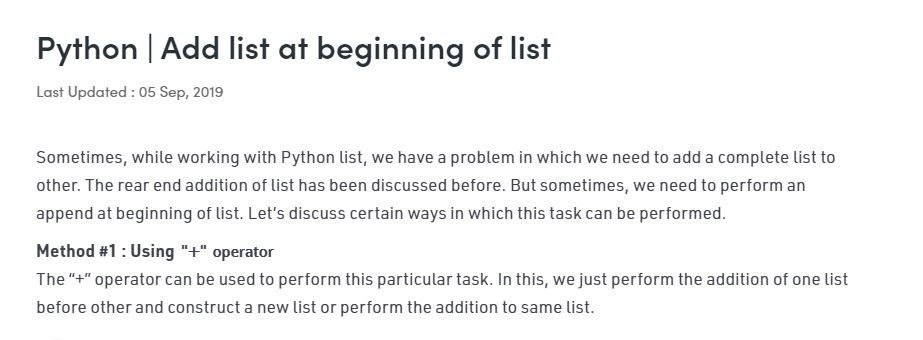 Python | Add list at beginning of list
Last Updated : 05 Sep, 2019
Sometimes, while working with Python list, we have a problem in which we need to add a complete list to
other. The rear end addition of list has been discussed before. But sometimes, we need to perform an
append at beginning of list. Let’s discuss certain ways in which this task can be performed.
Method #1 : Using "+" operator
The “+” operator can be used to perform this particular task. In this, we just perform the addition of one list
before other and construct a new list or perform the addition to same list.